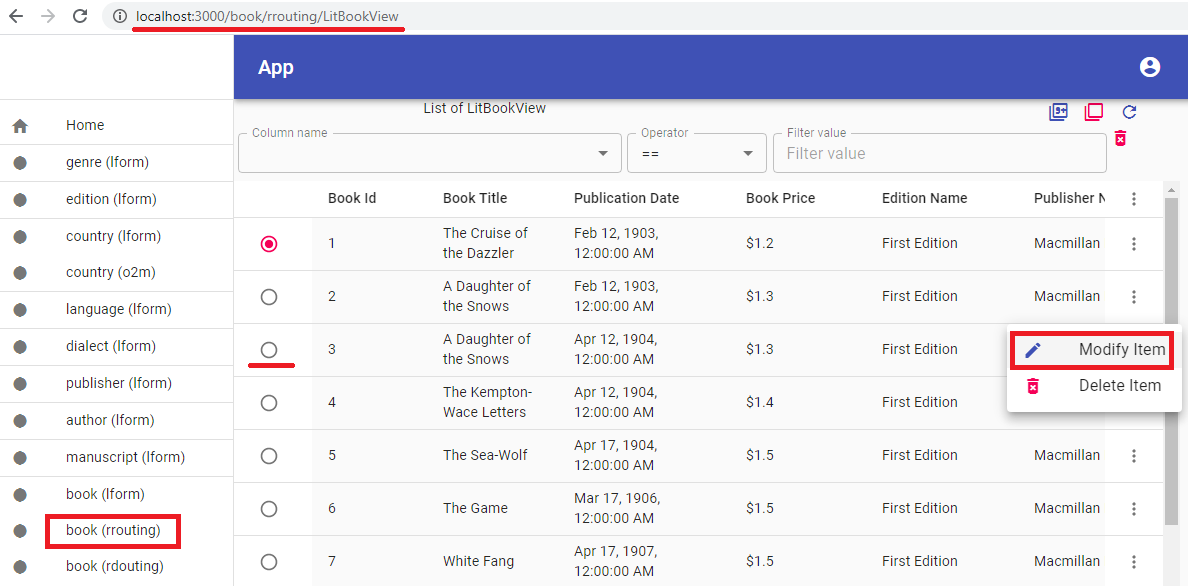 localhost:3000/book/rrouting/LitBookView
App
List of LitBookView
9+
Home
genre (lform)
edition (lform)
country (lform)
country (o2m)
language (lform)
dialect (lform)
publisher (lform)
author (lform)
manuscript (lform)
book (lform)
book (rrouting)
book (rdouting)
Column name
Operator
==
Filter value
Filter value
Book Id Book Title Publication Date Book Price Edition Name Publisher N
1 The Cruise of Feb 12, 1903, $1.2 First Edition Macmillan
the Dazzler 12:00:00 AM
2 A Daughter of Feb 12, 1903, $1.3 First Edition Macmillan
the Snows 12:00:00 AM
3 A Daughter of Apr 12, 1904, $1.3 First Edition
the Snows 12:00:00 AM
Modify Item
Delete Item
4 The Kempton- Apr 12, 1904, $1.4 First Edition
Wace Letters 12:00:00 AM
5 The Sea-Wolf Apr 17, 1904, $1.5 First Edition Macmillan
12:00:00 AM
6 The Game Mar 17, 1906, $1.5 First Edition Macmillan
12:00:00 AM
7 White Fang Apr 17, 1907, $1.5 First Edition Macmillan
12:00:00 AM